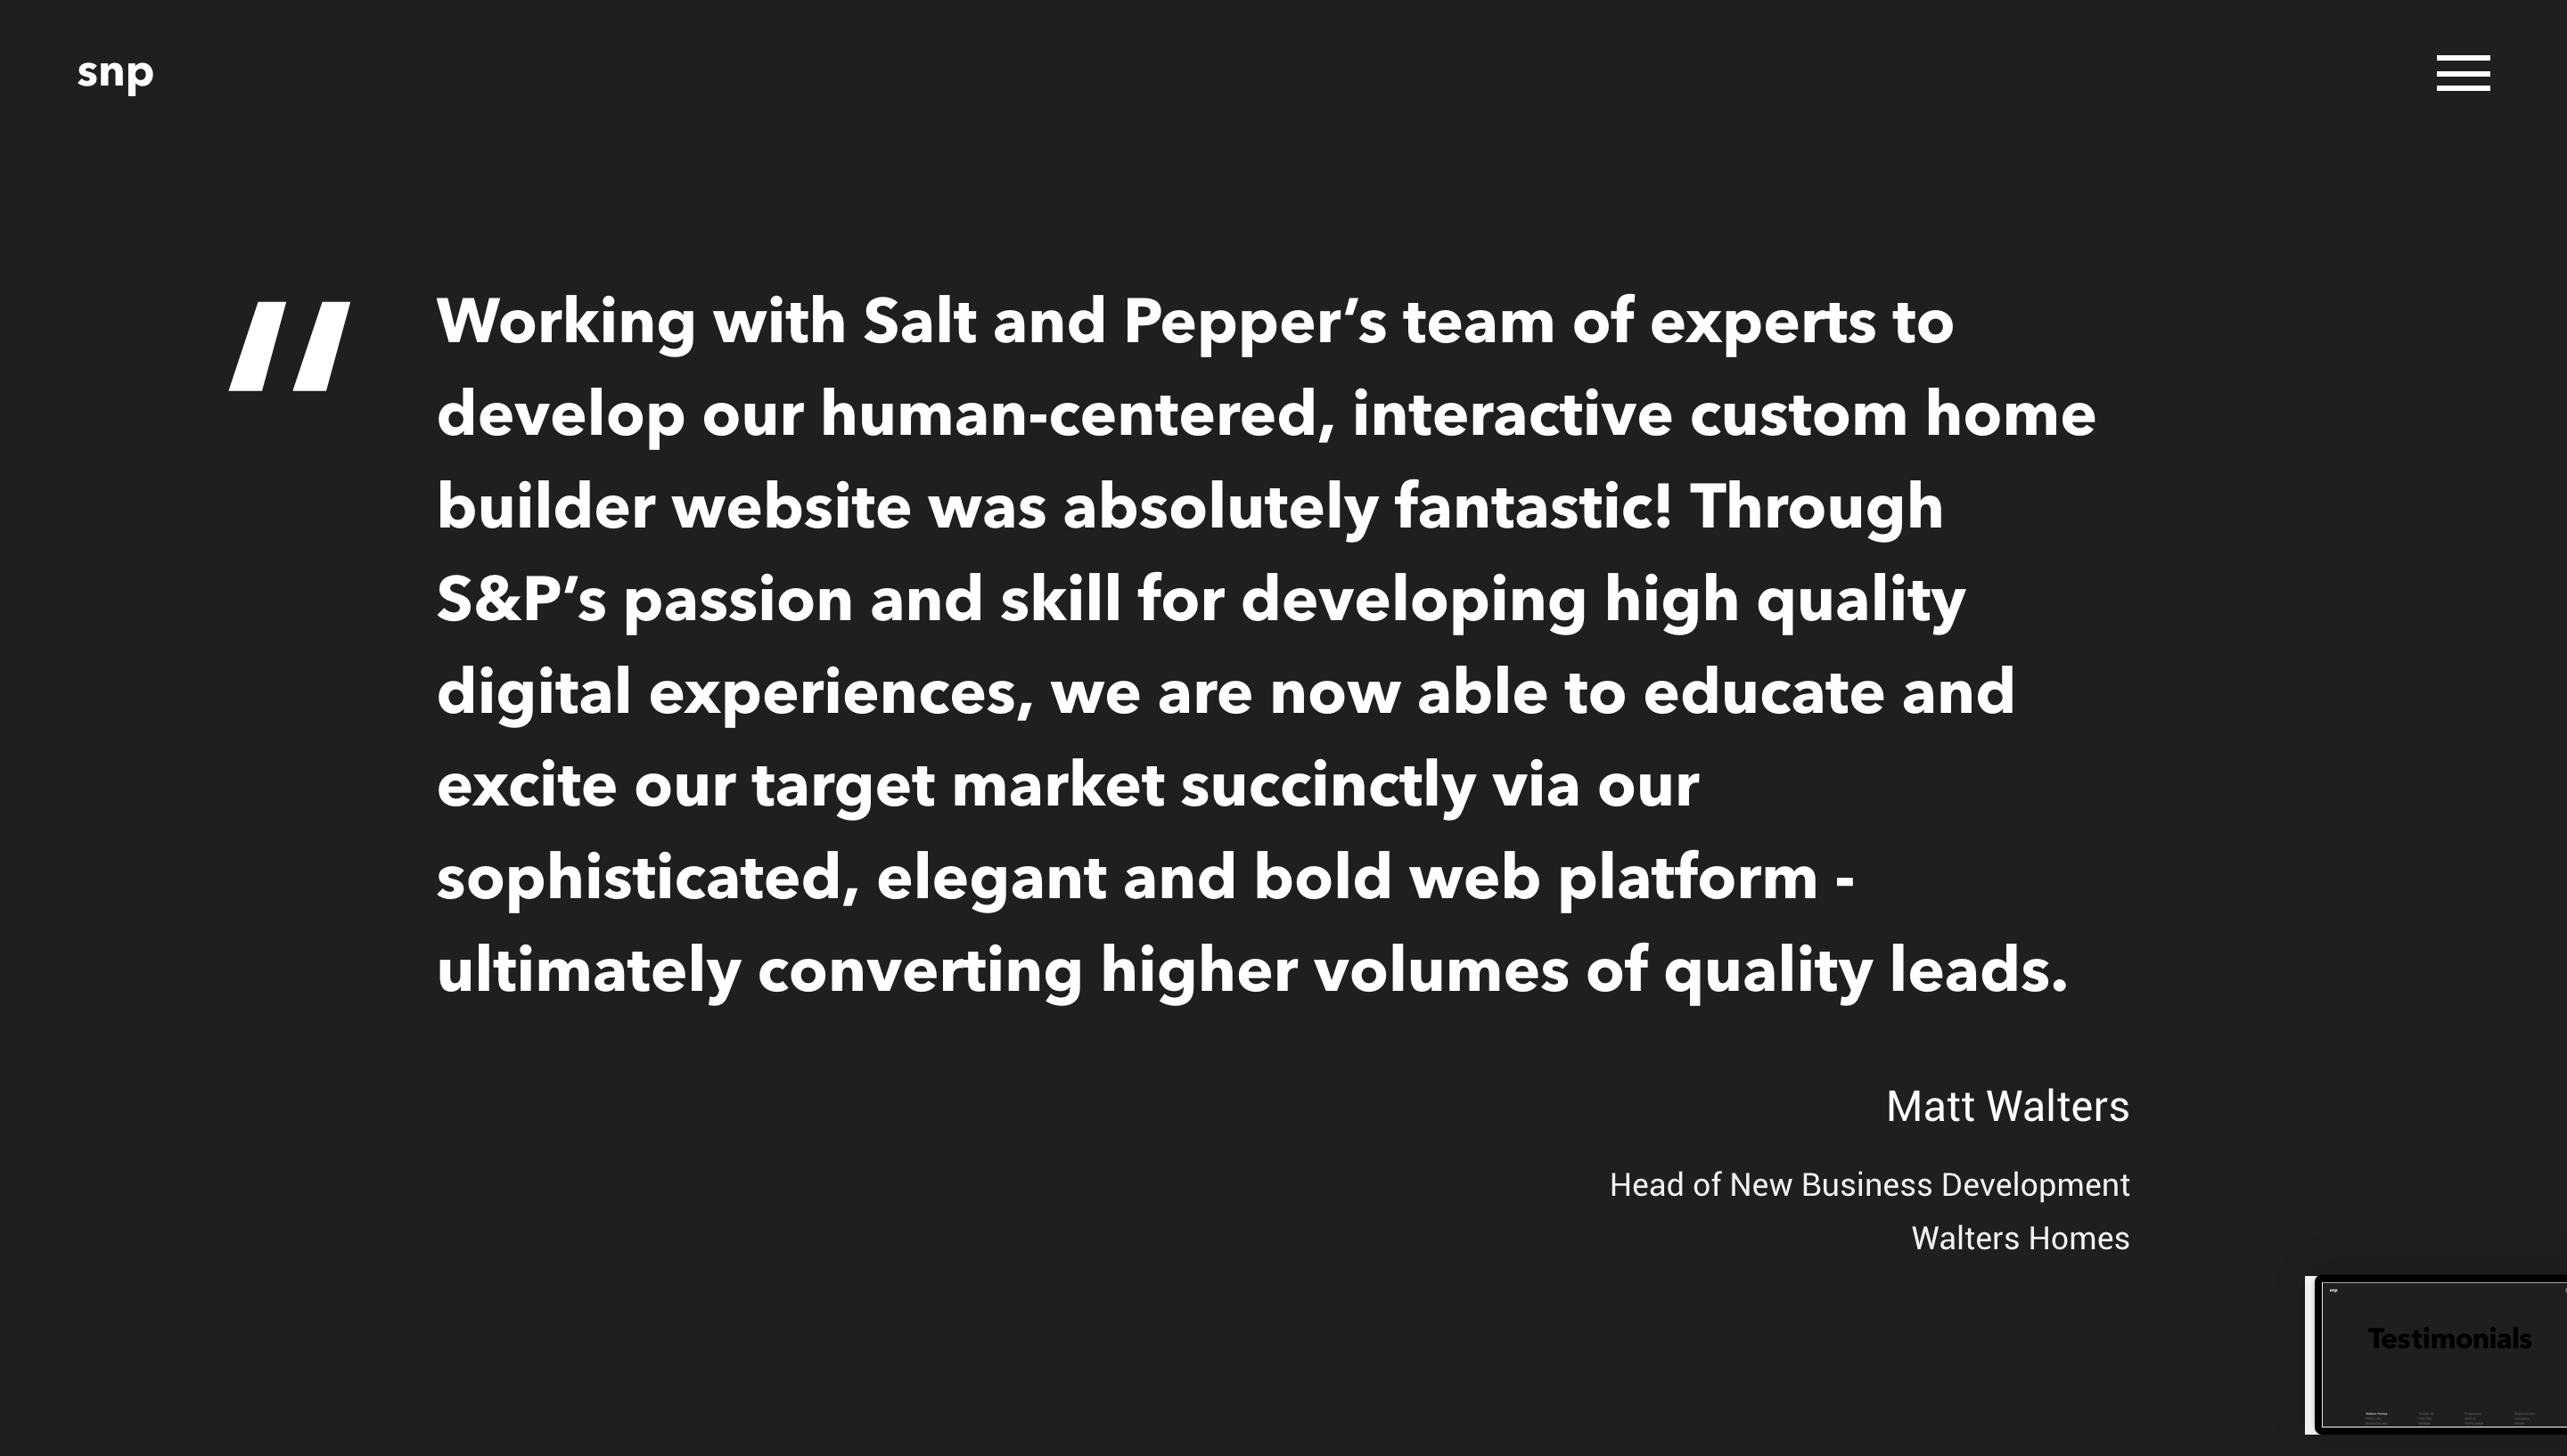 snp
“
Working with Salt and Pepper’s team of experts to
develop our human-centered, interactive custom home
builder website was absolutely fantastic! Through
S&P’s passion and skill for developing high quality
digital experiences, we are now able to educate and
excite our target market succinctly via our
sophisticated, elegant and bold web platform -
ultimately converting higher volumes of quality leads.
Matt Walters
Head of New Business Development
Walters Homes
snp
Testimonials
Walters Homes